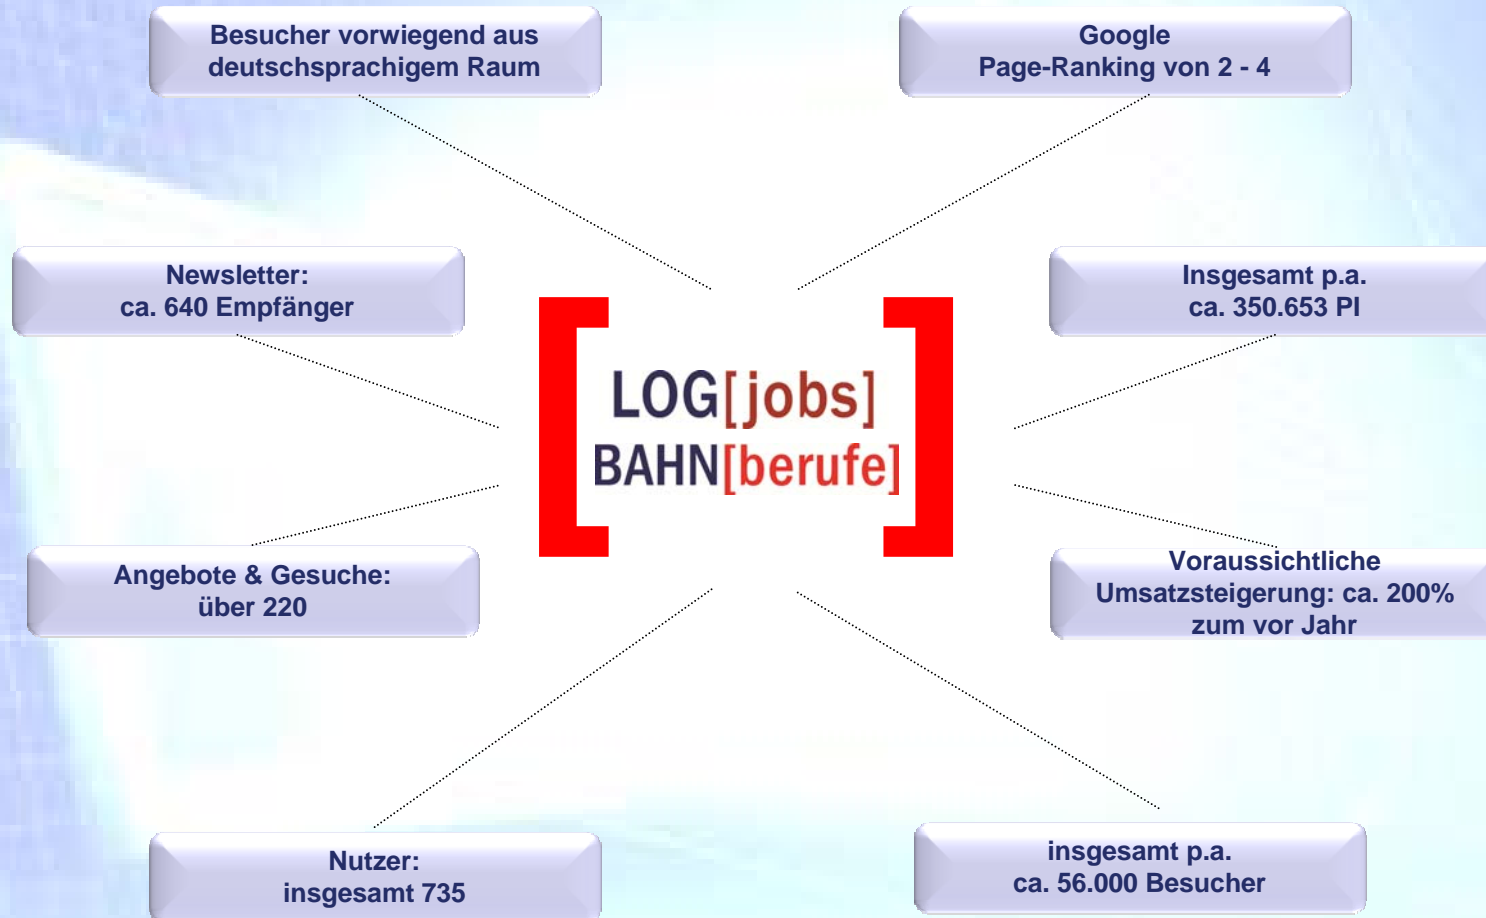 Besucher vorwiegend aus
deutschsprachigem Raum
Google
Page-Ranking von 2 - 4
Newsletter:
ca. 640 Empfänger
Insgesamt p.a.
ca. 350.653 PI
LOG[jobs]
BAHN[berufe]
Angebote & Gesuche:
über 220
Voraussichtliche
Umsatzsteigerung: ca. 200%
zum vor Jahr
Nutzer:
insgesamt 735
insgesamt p.a.
ca. 56.000 Besucher